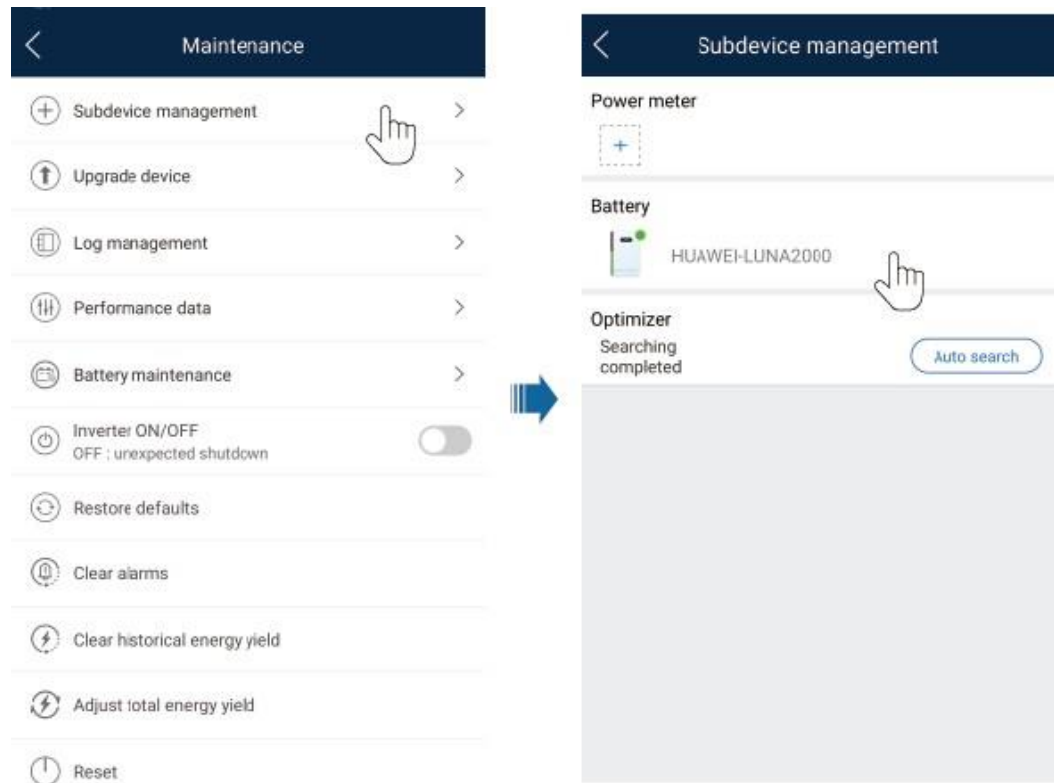 Maintenance
Subdevice management
Upgrade device
Log management
Performance data
Battery maintenance
Inverter ON/OFF
OFF : unexpected shutdown
Restore defaults
Clear alarms
Clear historical energy yield
Adjust total energy yield
Reset
Subdevice management
Power meter
+
Battery
HUAWEI-LUNA2000
Optimizer
Searching
completed
Auto search